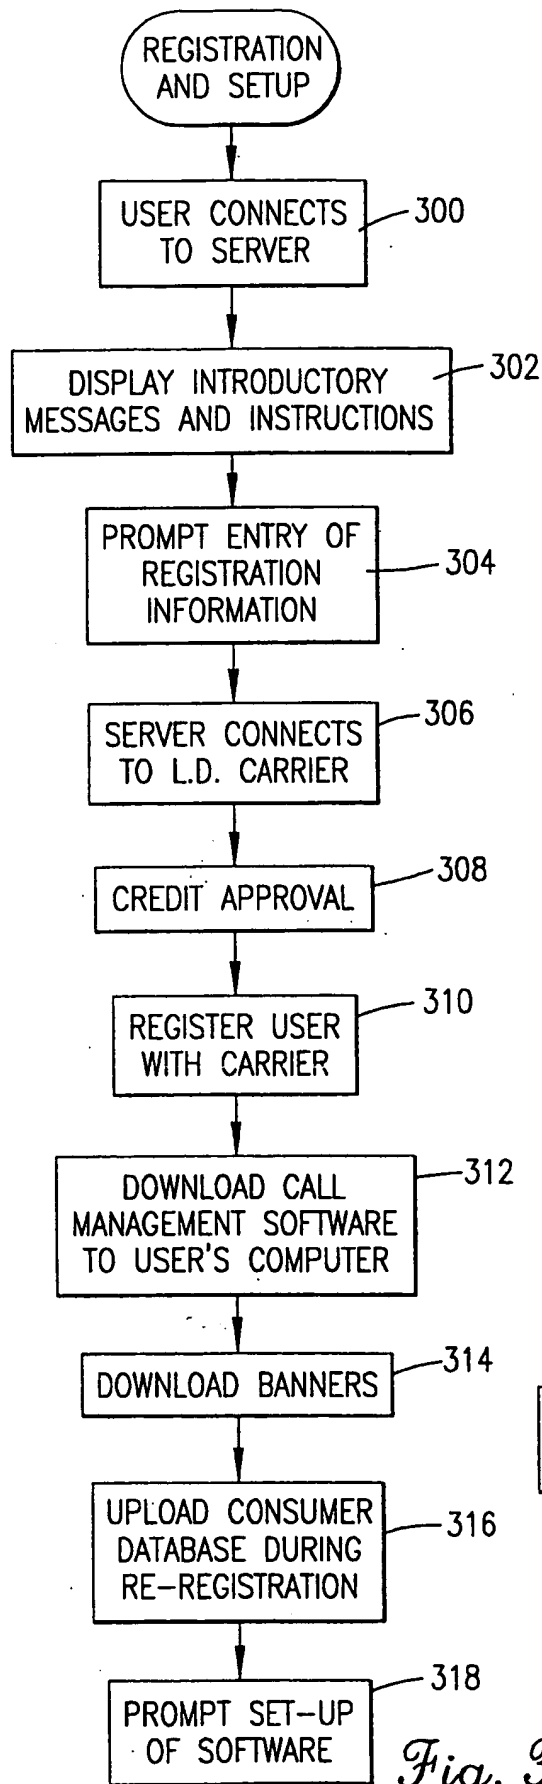 REGISTRATION
AND SETUP
USER CONNECTS
TO SERVER
300
DISPLAY INTRODUCTORY
MESSAGES AND INSTRUCTIONS
302
PROMPT ENTRY OF
REGISTRATION
INFORMATION
304
SERVER CONNECTS
TO L.D. CARRIER
306
CREDIT APPROVAL
308
REGISTER USER
WITH CARRIER
310
DOWNLOAD CALL
MANAGEMENT SOFTWARE
TO USER'S COMPUTER
312
DOWNLOAD BANNERS
314
UPLOAD CONSUMER
DATABASE DURING
RE-REGISTRATION
316
PROMPT SET-UP
OF SOFTWARE
318
Fig.